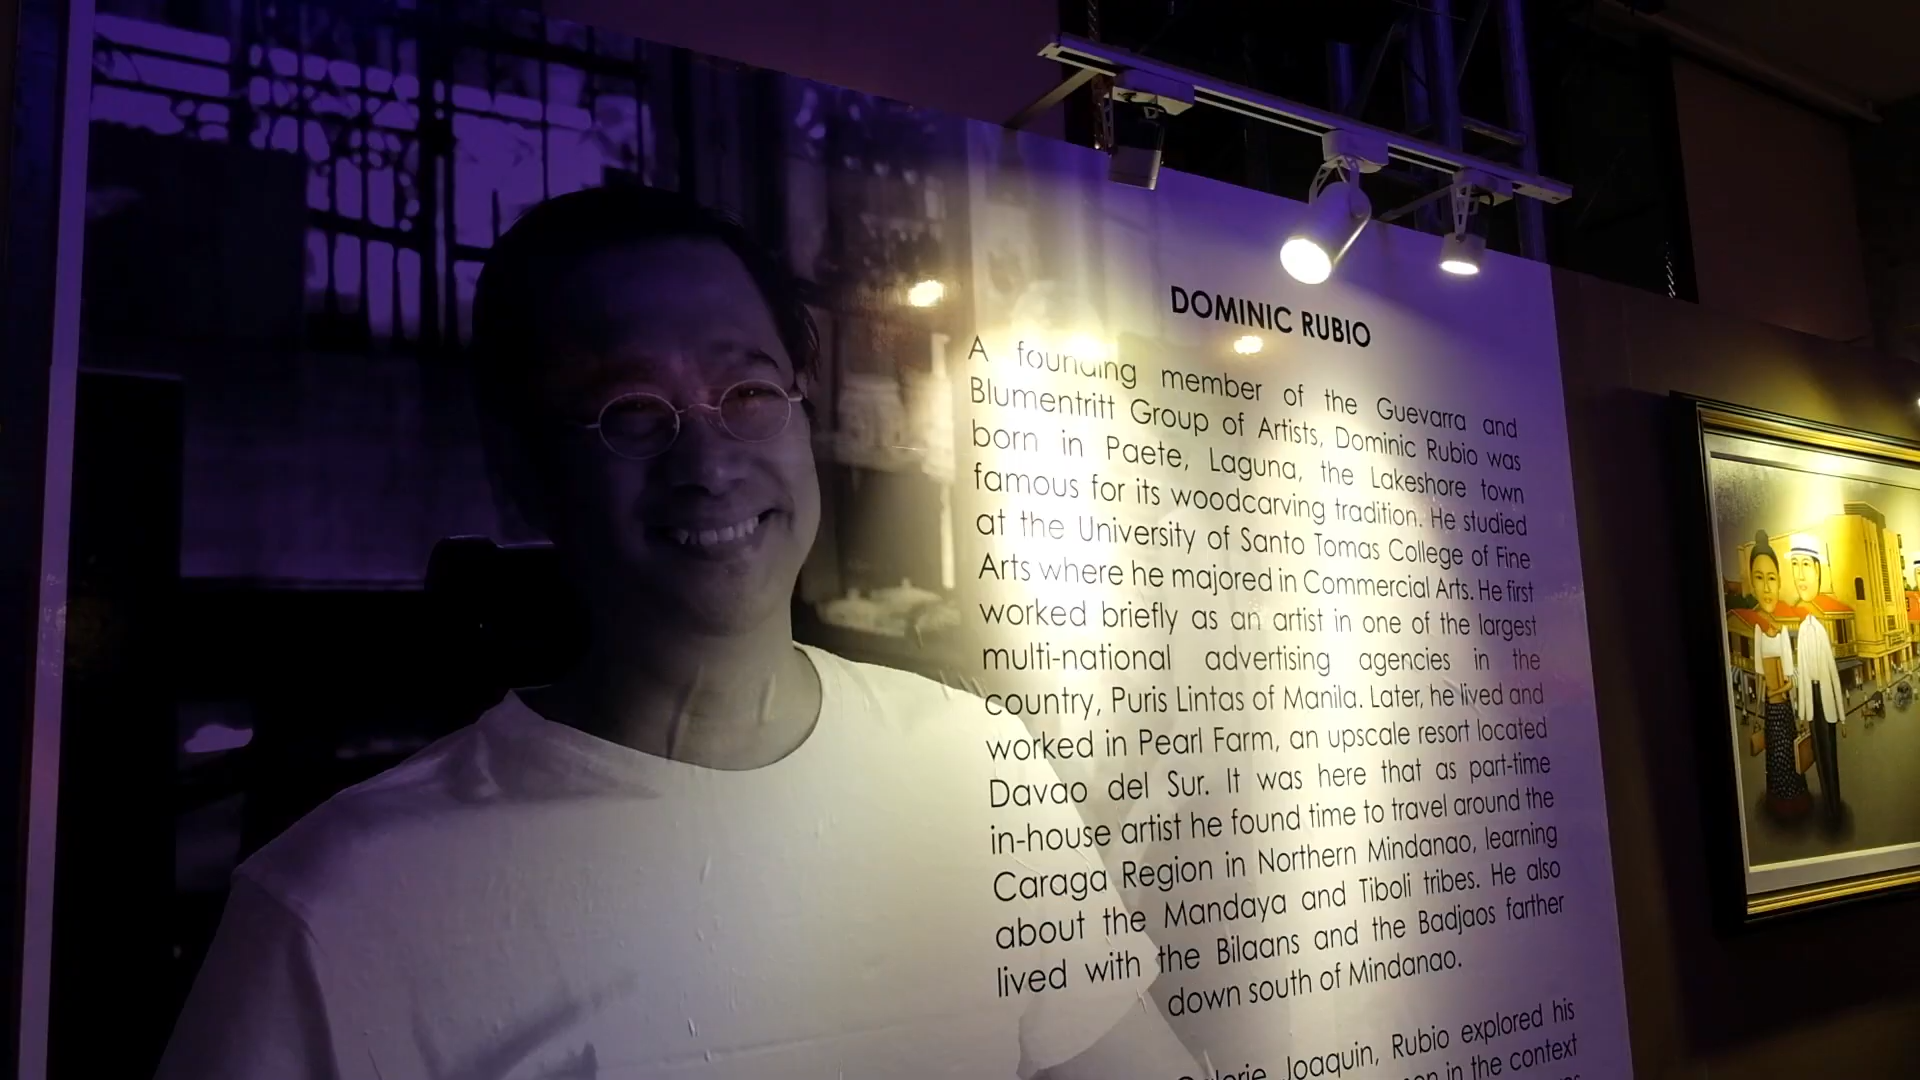 DOMINIC RUBIO
A founding member of the Guevarra and
Blumentritt Group of Artists, Dominic Rubio was
born in Paete, Laguna, the Lakeshore town
famous for its woodcarving tradition. He studied
at the University of Santo Tomas College of Fine
Arts where he majored in Commercial Arts. He first
worked briefly as an artist in one of the largest
multi-national advertising agencies in the
country, Puris Lintas of Manila. Later, he lived and
worked in Pearl Farm, an upscale resort located
Davao del Sur. It was here that as part-time
in-house artist he found time to travel around the
Caraga Region in Northern Mindanao, learning
about the Mandaya and Tiboli tribes. He also
lived with the Bilaans and the Badjaos farther
down south of Mindanao.
Joaquin, Rubio explored his
in the context